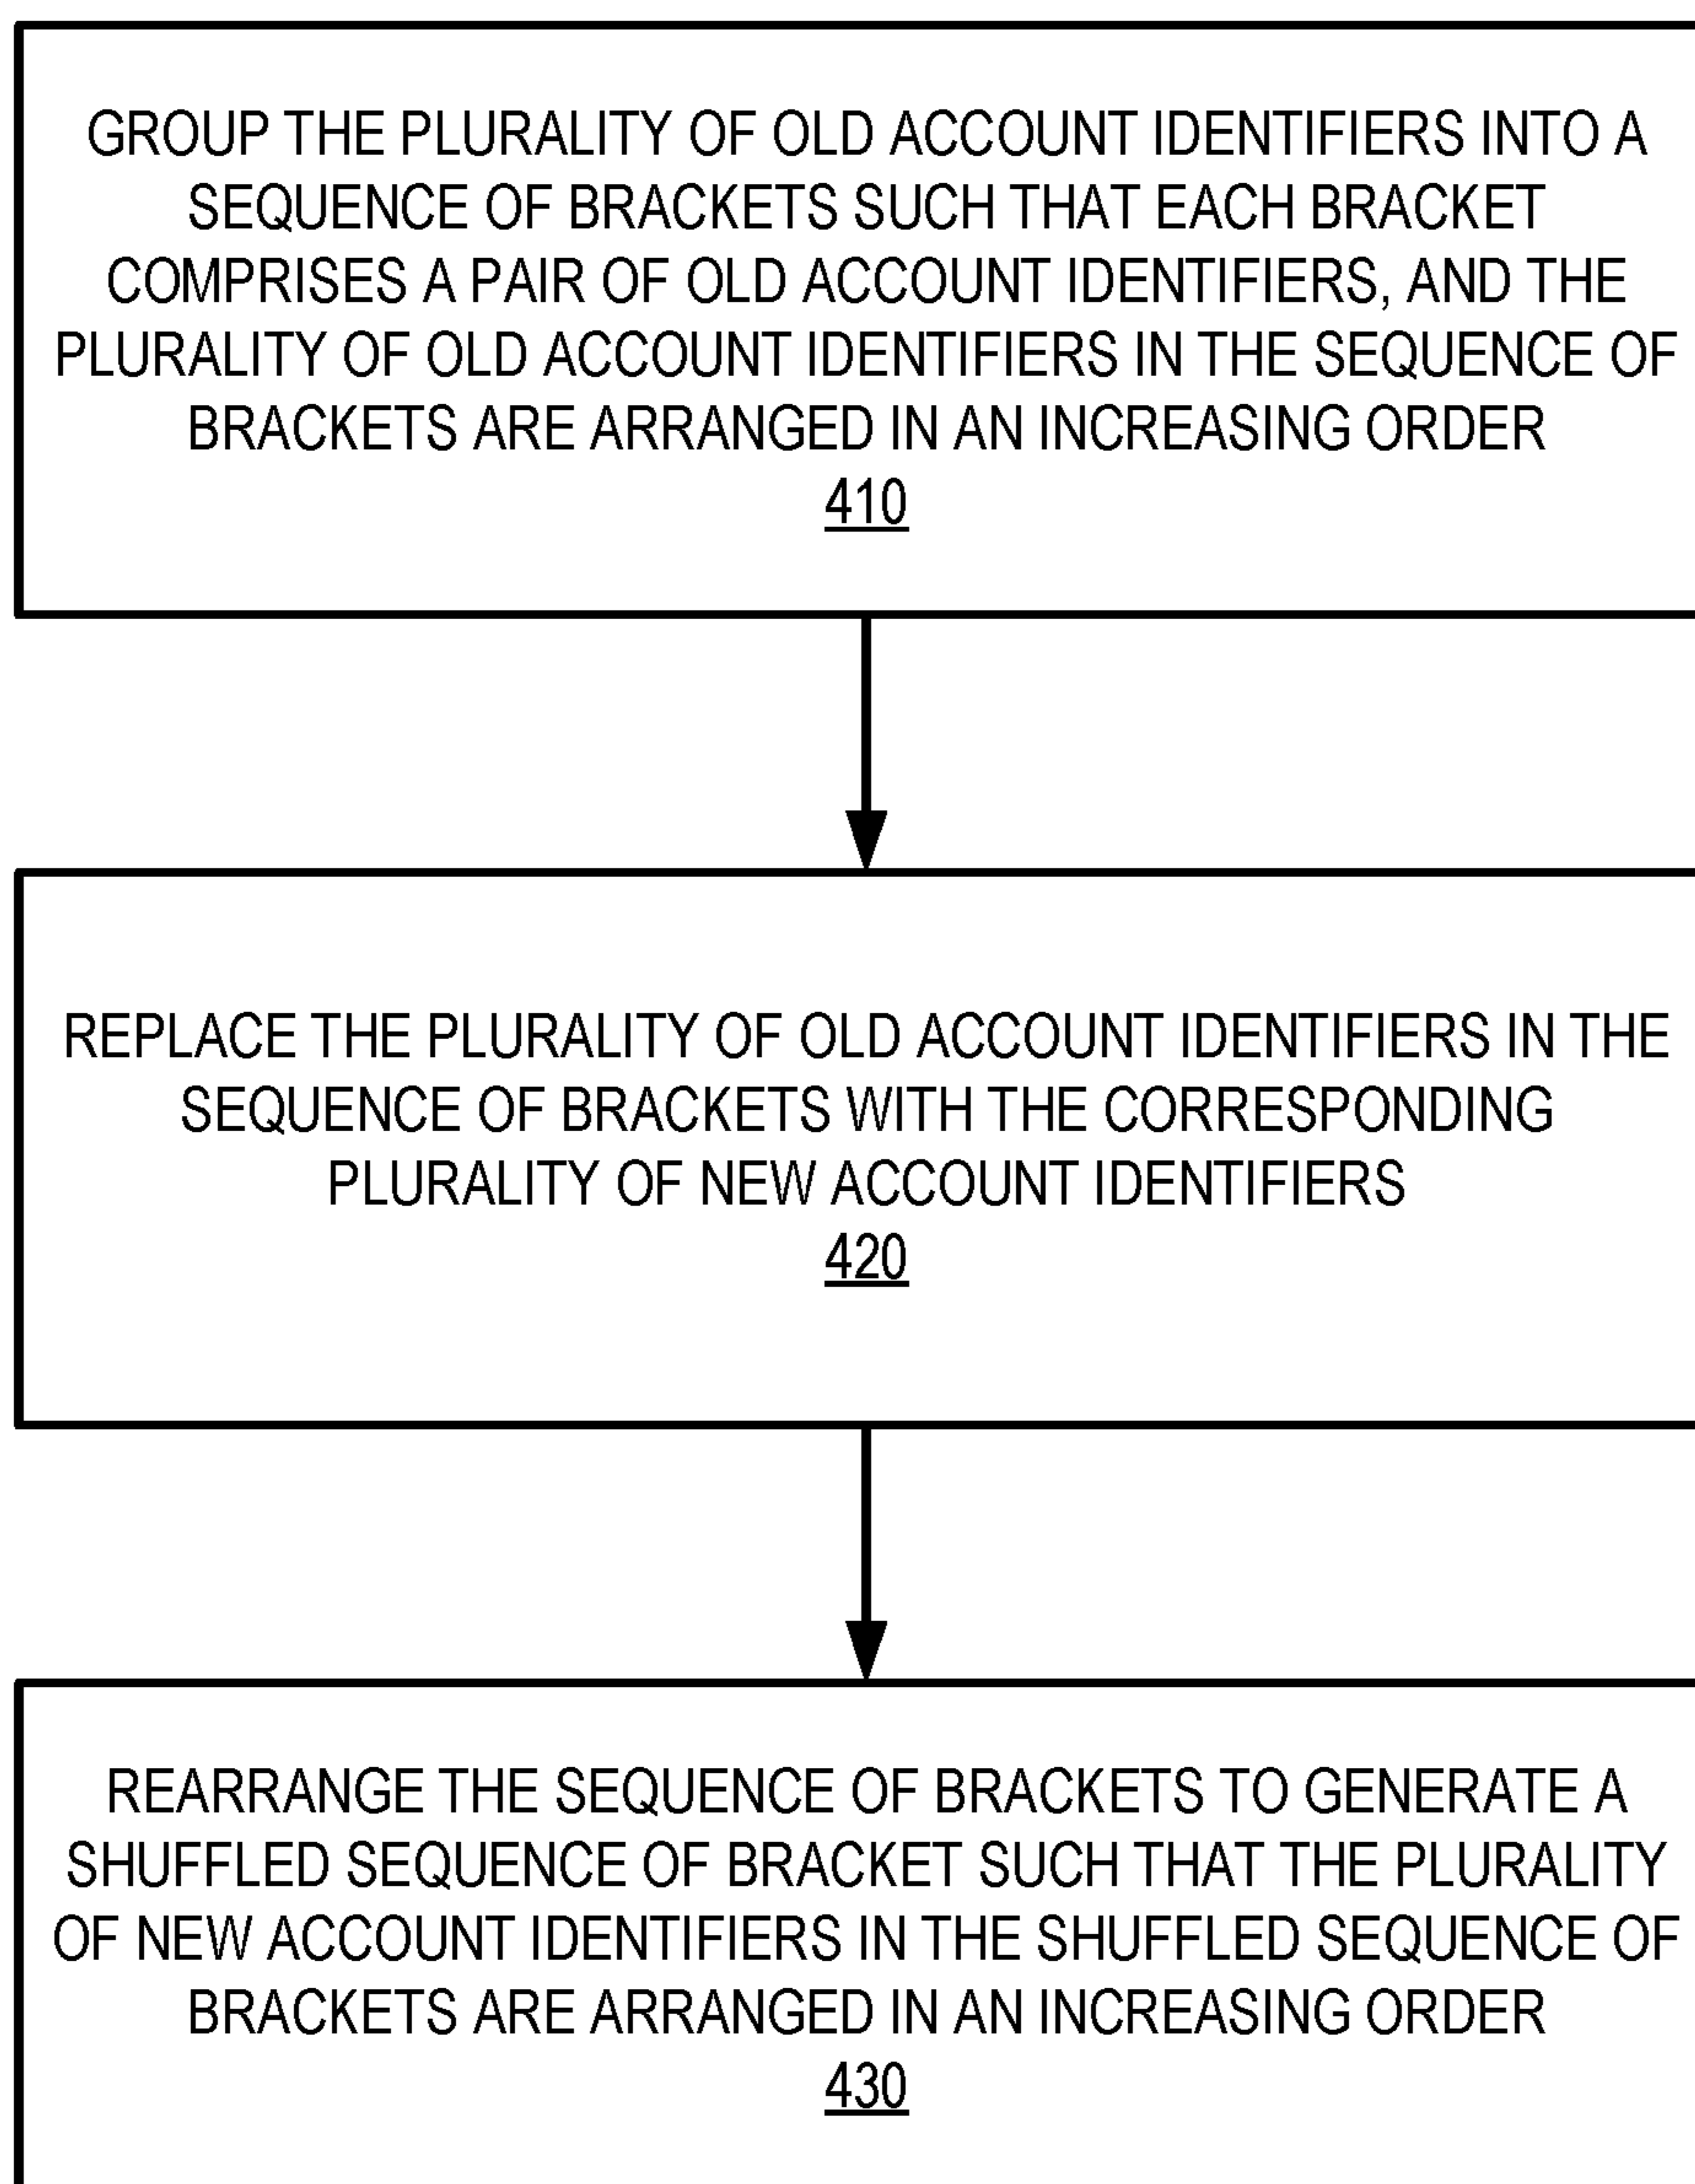 GROUP THE PLURALITY OF OLD ACCOUNT IDENTIFIERS INTO A
SEQUENCE OF BRACKETS SUCH THAT EACH BRACKET
COMPRISES A PAIR OF OLD ACCOUNT IDENTIFIERS, AND THE
PLURALITY OF OLD ACCOUNT IDENTIFIERS IN THE SEQUENCE OF
BRACKETS ARE ARRANGED IN AN INCREASING ORDER
410
REPLACE THE PLURALITY OF OLD ACCOUNT IDENTIFIERS IN THE
SEQUENCE OF BRACKETS WITH THE CORRESPONDING
PLURALITY OF NEW ACCOUNT IDENTIFIERS
420
REARRANGE THE SEQUENCE OF BRACKETS TO GENERATE A
SHUFFLED SEQUENCE OF BRACKET SUCH THAT THE PLURALITY
OF NEW ACCOUNT IDENTIFIERS IN THE SHUFFLED SEQUENCE OF
BRACKETS ARE ARRANGED IN AN INCREASING ORDER
430